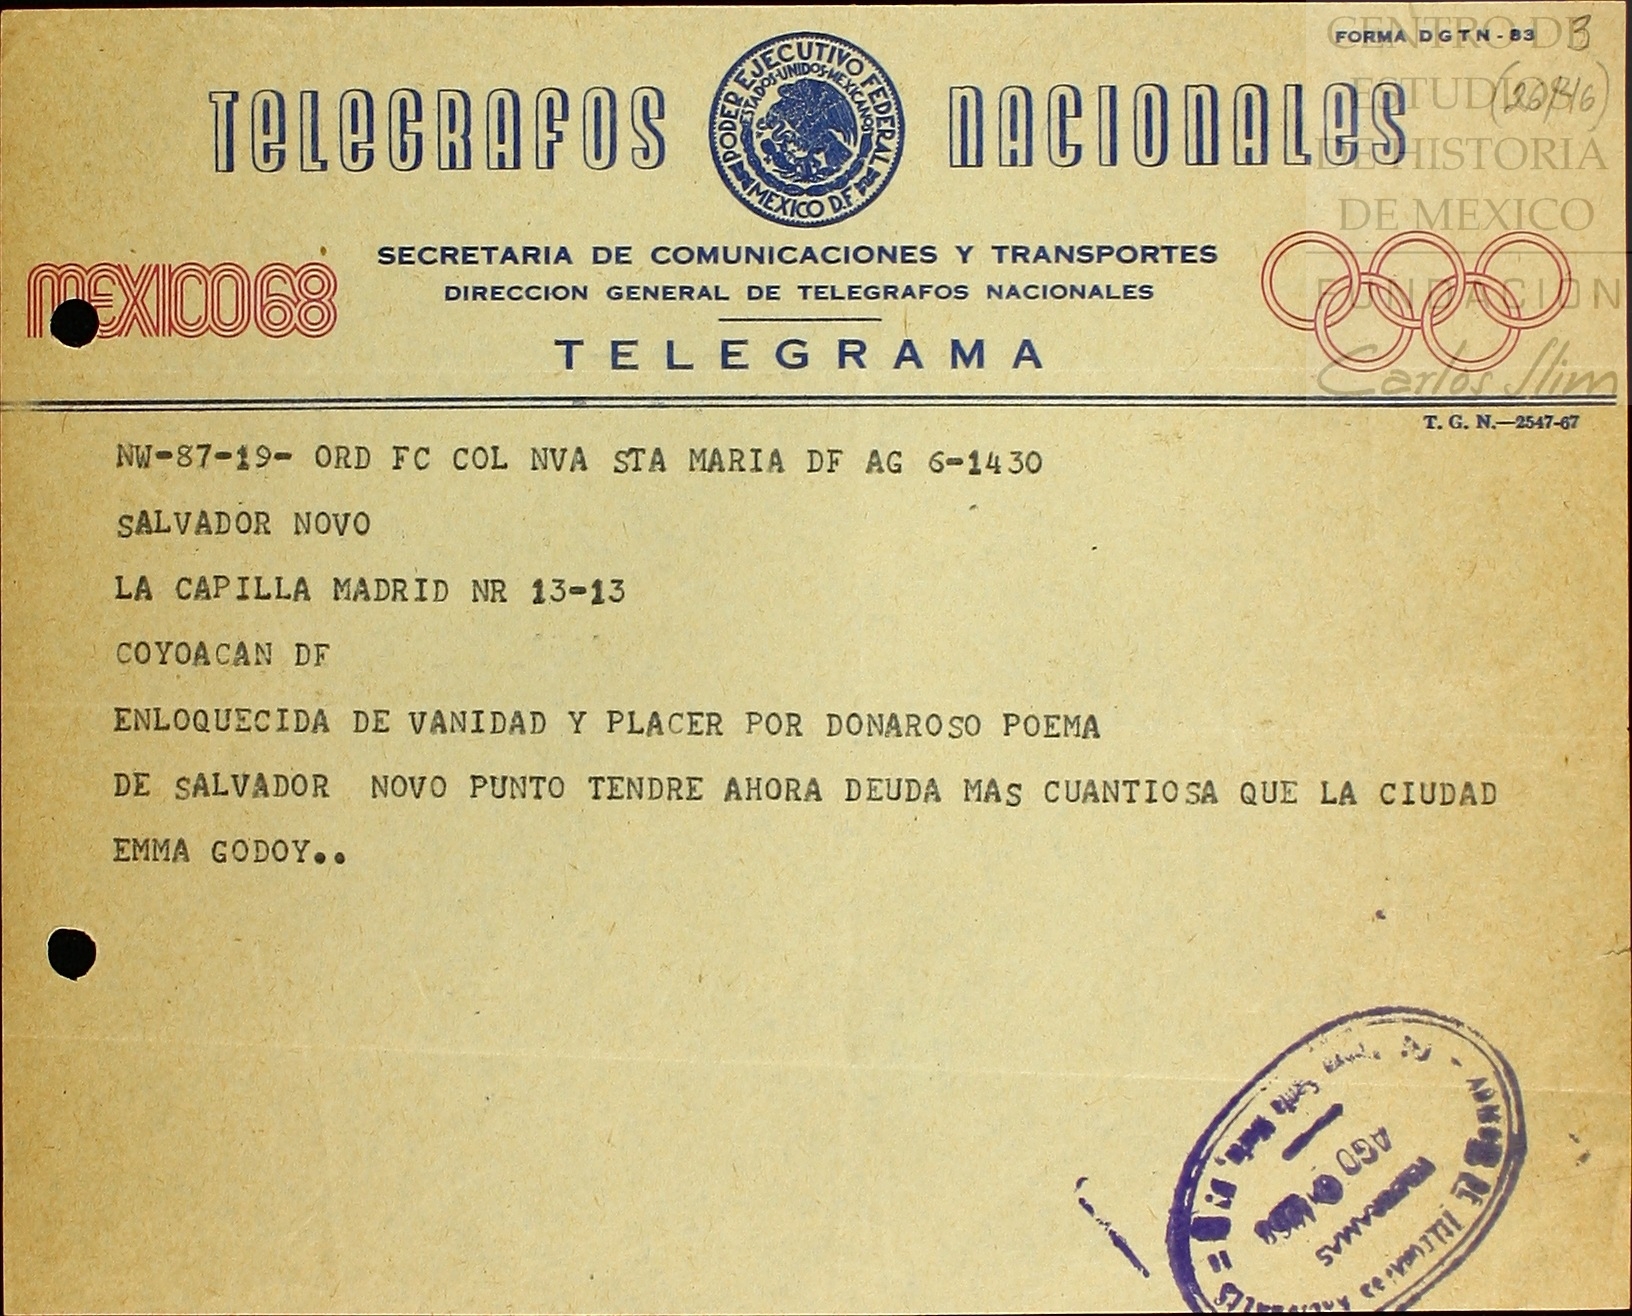 FORMA DGTN-83 3
TELEGRAFOS NACIONALES
PODER EJECUTIVO FEDERAL
ESTADOS·UNIDOS·MEXICANOS
MEXICO D.F.
CENTRO DE
ESTUDIOS
DE HISTORIA
DE MEXICO
FUNDACIÓN
Carlos Slim
MEXICO68
SECRETARIA DE COMUNICACIONES Y TRANSPORTES
DIRECCION GENERAL DE TELEGRAFOS NACIONALES
TELEGRAMA
T. G. N.—2547-67
NW-87-19- ORD FC COL NVA STA MARIA DF AG 6-1430
SALVADOR NOVO
LA CAPILLA MADRID NR 13-13
COYOACAN DF
ENLOQUECIDA DE VANIDAD Y PLACER POR DONAROSO POEMA
DE SALVADOR NOVO PUNTO TENDRE AHORA DEUDA MAS CUANTIOSA QUE LA CIUDAD
EMMA GODOY..
AGO